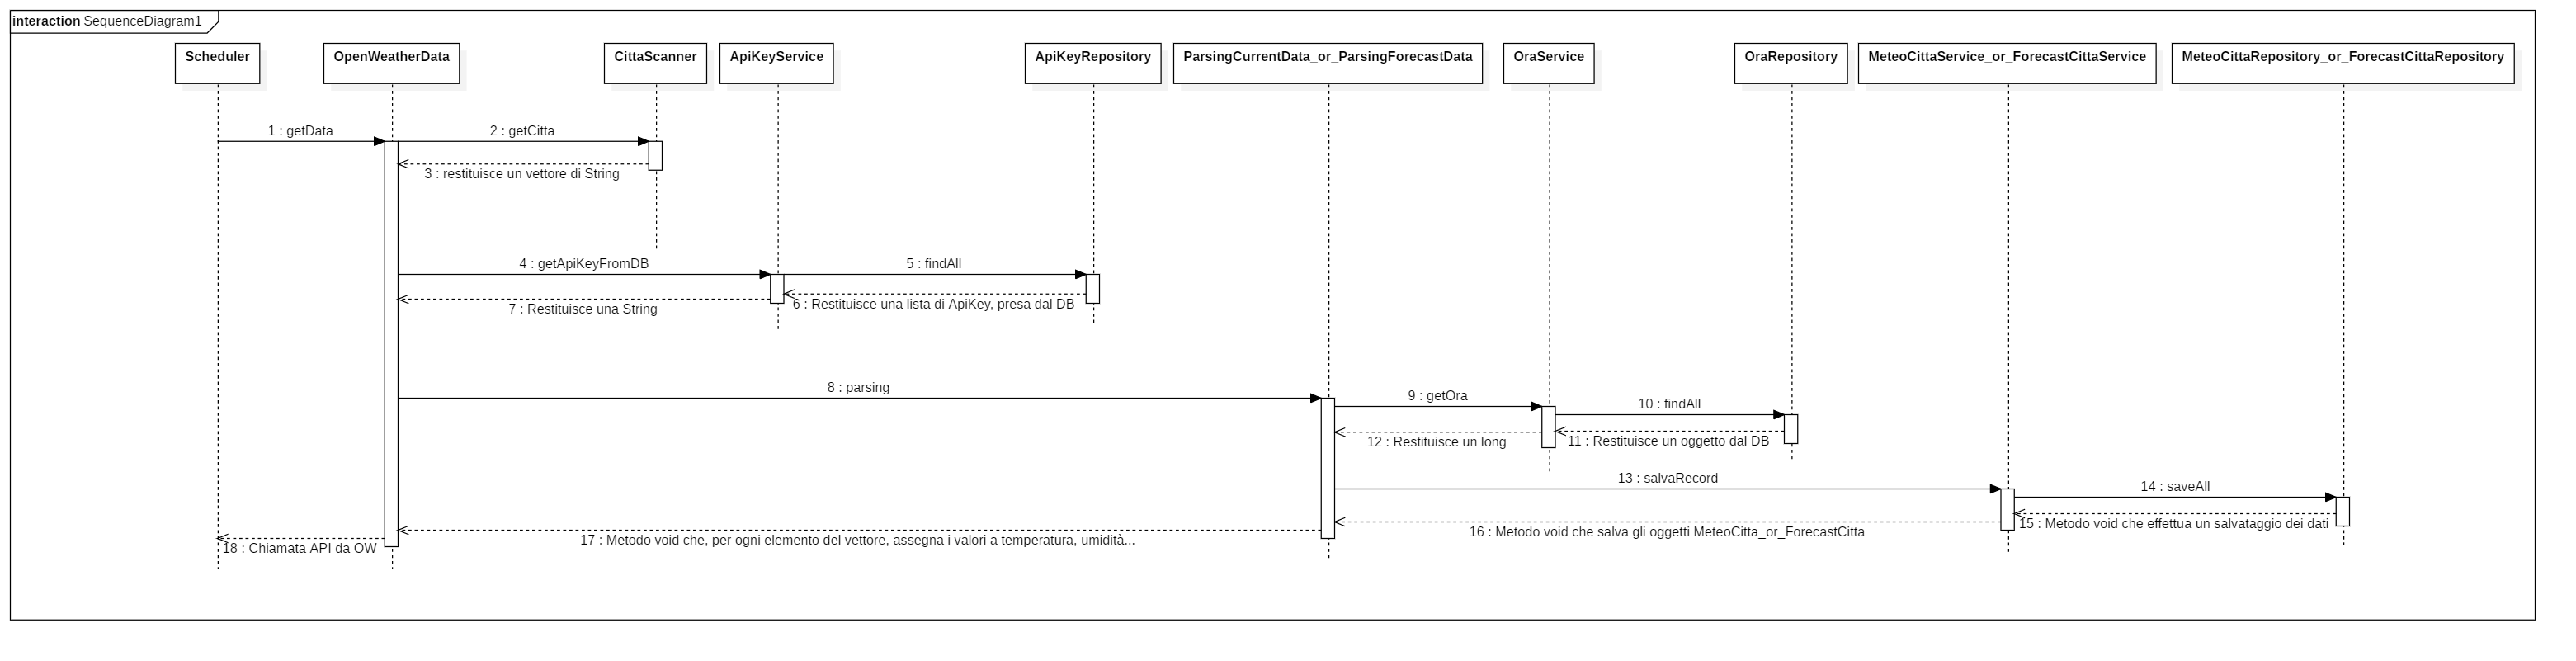 interaction SequenceDiagram1
Scheduler
OpenWeatherData
CittaScanner
ApiKeyService
ApiKeyRepository
ParsingCurrentData_or_ParsingForecastData
OraService
OraRepository
MeteoCittaService_or_ForecastCittaService
MeteoCittaRepository_or_ForecastCittaRepository
1 : getData
2 : getCitta
3 : restituisce un vettore di String
4 : getApiKeyFromDB
5 : findAll
6 : Restituisce una lista di ApiKey, presa dal DB
7 : Restituisce una String
8 : parsing
9 : getOra
10 : findAll
11 : Restituisce un oggetto dal DB
12 : Restituisce un long
13 : salvaRecord
14 : saveAll
15 : Metodo void che effettua un salvataggio dei dati
16 : Metodo void che salva gli oggetti MeteoCitta_or_ForecastCitta
17 : Metodo void che, per ogni elemento del vettore, assegna i valori a temperatura, umidità...
18 : Chiamata API da OW